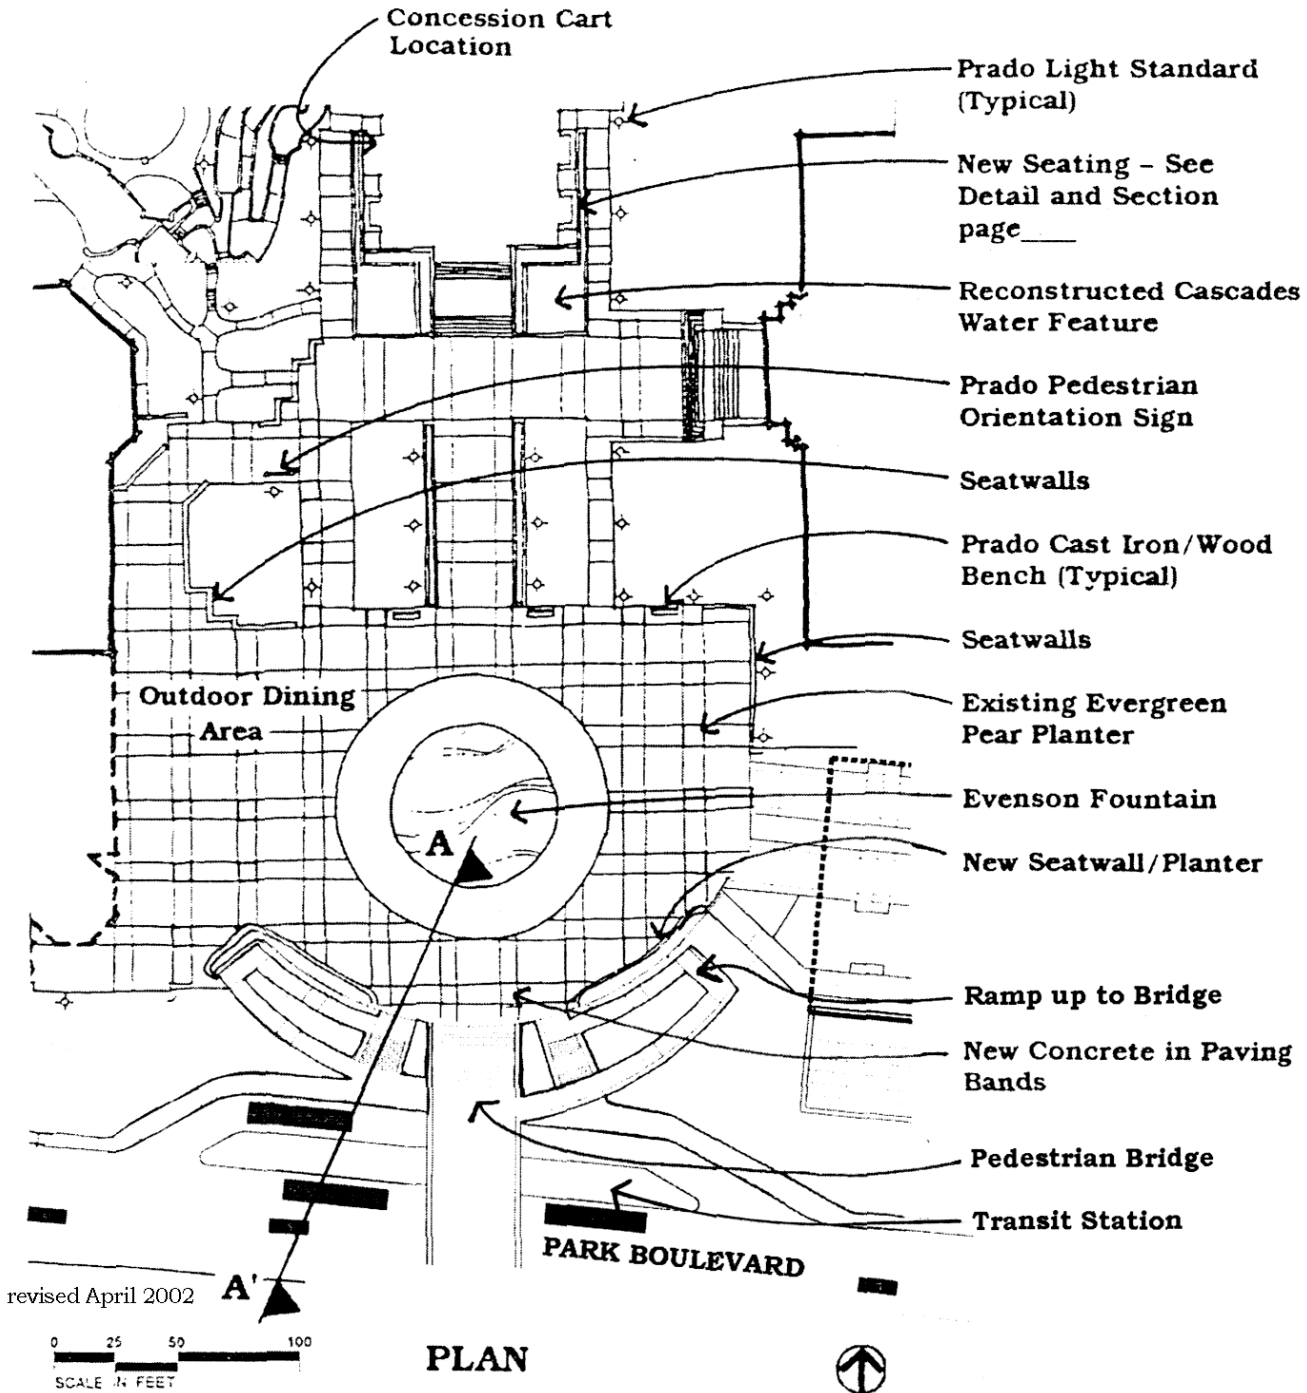 Concession Cart
Location
Prado Light Standard
(Typical)
New Seating – See
Detail and Section
page____
Reconstructed Cascades
Water Feature
Prado Pedestrian
Orientation Sign
Seatwalls
Prado Cast Iron/Wood
Bench (Typical)
Seatwalls
Outdoor Dining
Area
Existing Evergreen
Pear Planter
Evenson Fountain
A
New Seatwall/Planter
Ramp up to Bridge
New Concrete in Paving
Bands
Pedestrian Bridge
Transit Station
PARK BOULEVARD
A'
revised April 2002
0 25 50 100
SCALE IN FEET
PLAN